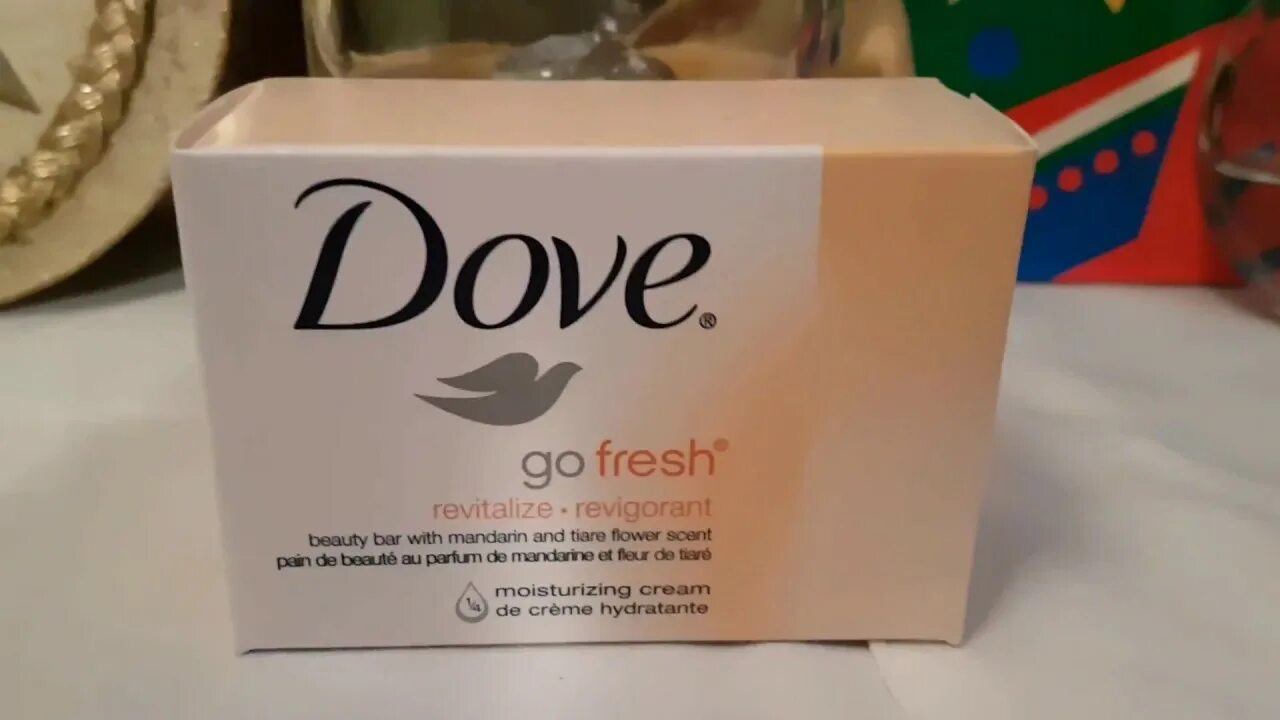 Dove®
go fresh®
revitalize • revigorant
beauty bar with mandarin and tiare flower scent
pain de beauté au parfum de mandarine et fleur de tiaré
¼ moisturizing cream
de crème hydratante